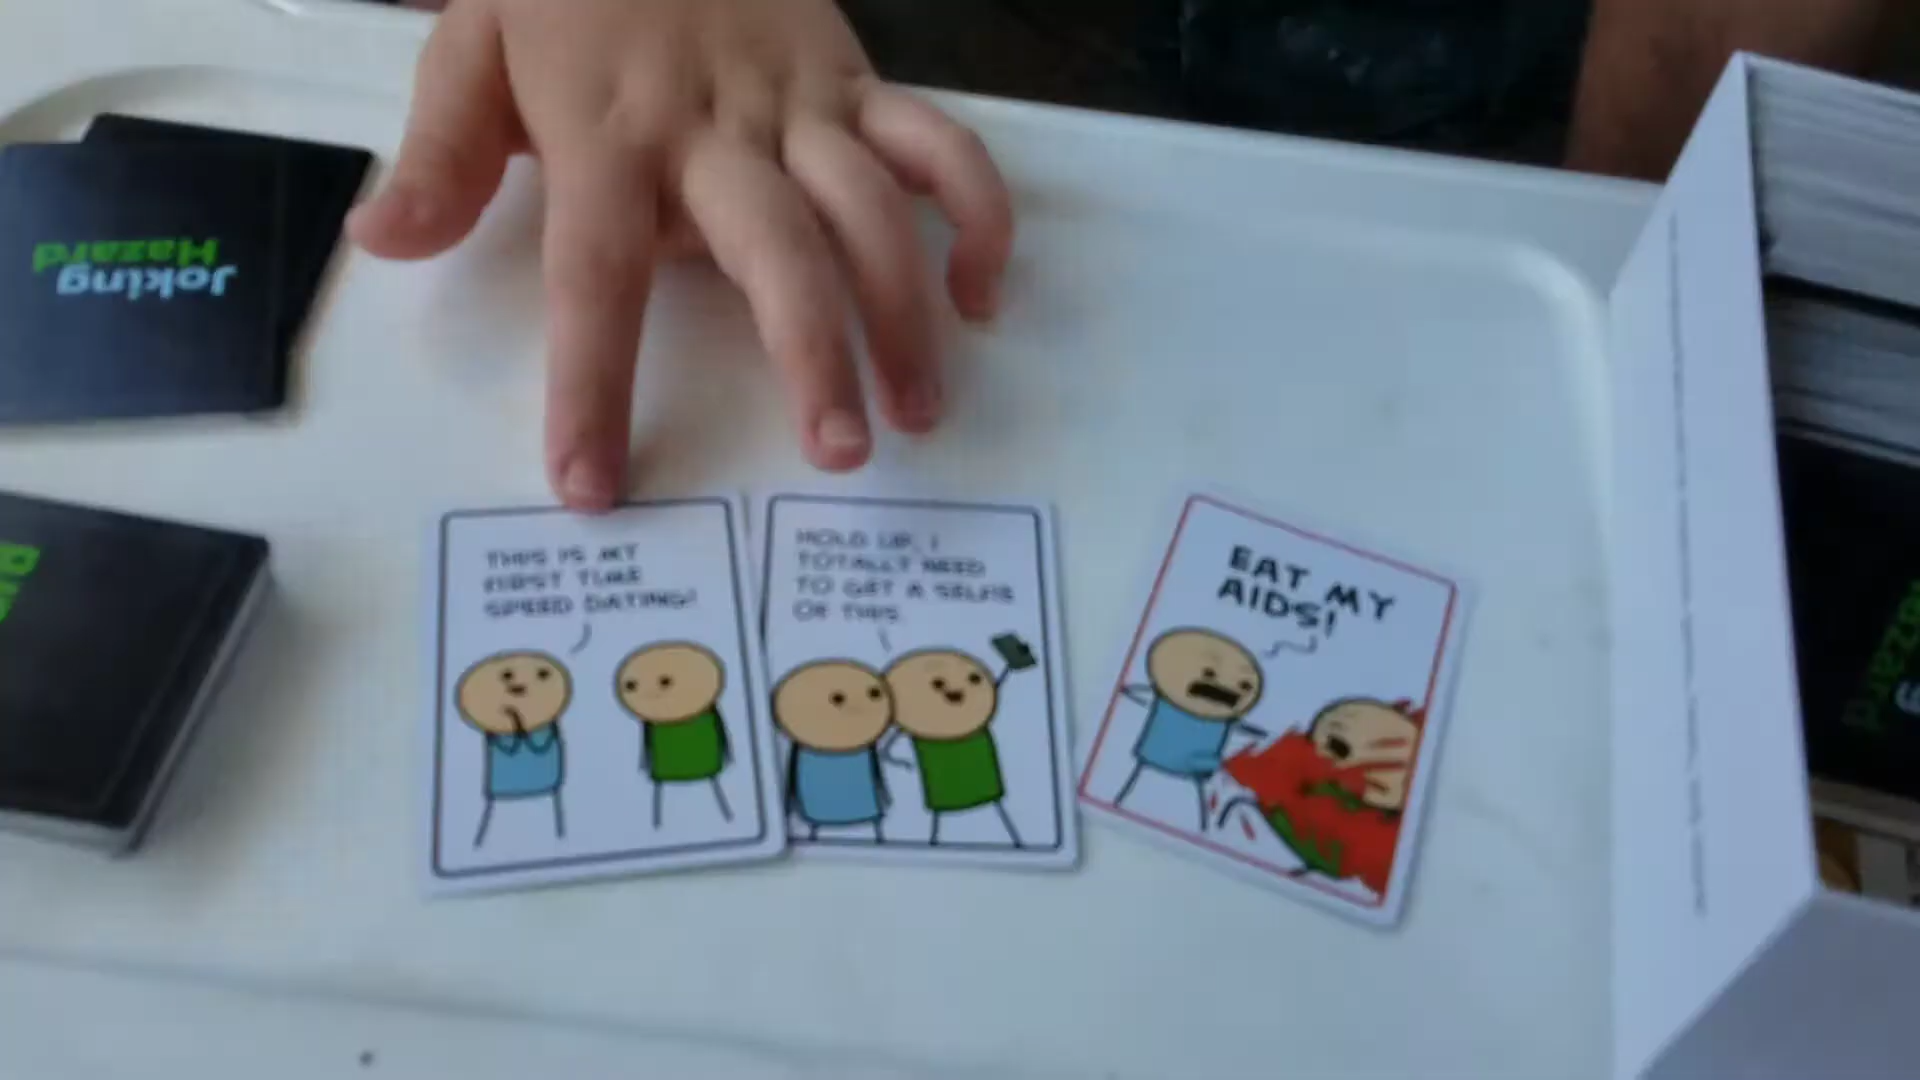 Joking
Hazard
THIS IS MY
FIRST TIME
SPEED DATING!
HOLD UP, I
TOTALLY NEED
TO GET A SELFIE
OF THIS.
EAT MY
AIDS!